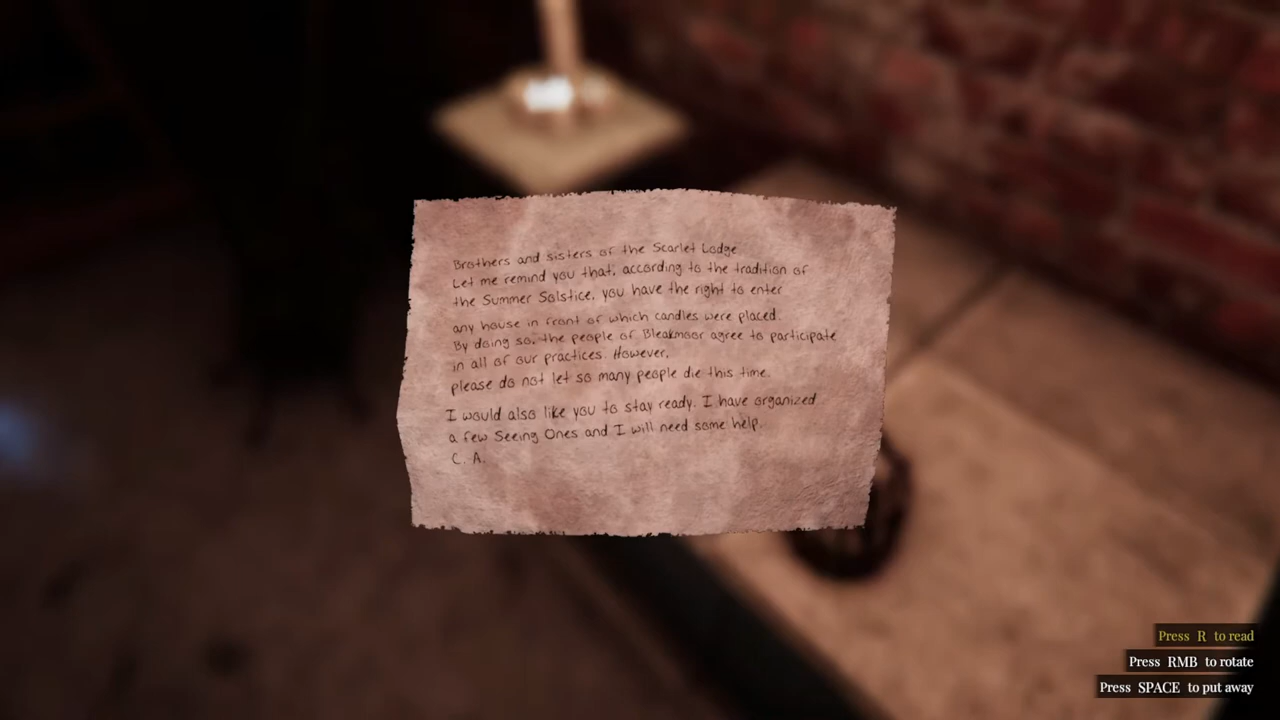 Brothers and sisters of the Scarlet Lodge
Let me remind you that, according to the tradition of
the Summer Solstice, you have the right to enter
any house in front of which candles were placed.
By doing so, the people of Bleakmoor agree to participate
in all of our practices. However,
please do not let so many people die this time.
I would also like you to stay ready. I have organized
a few Seeing Ones and I will need some help.
C. A.
Press R to read
Press RMB to rotate
Press SPACE to put away